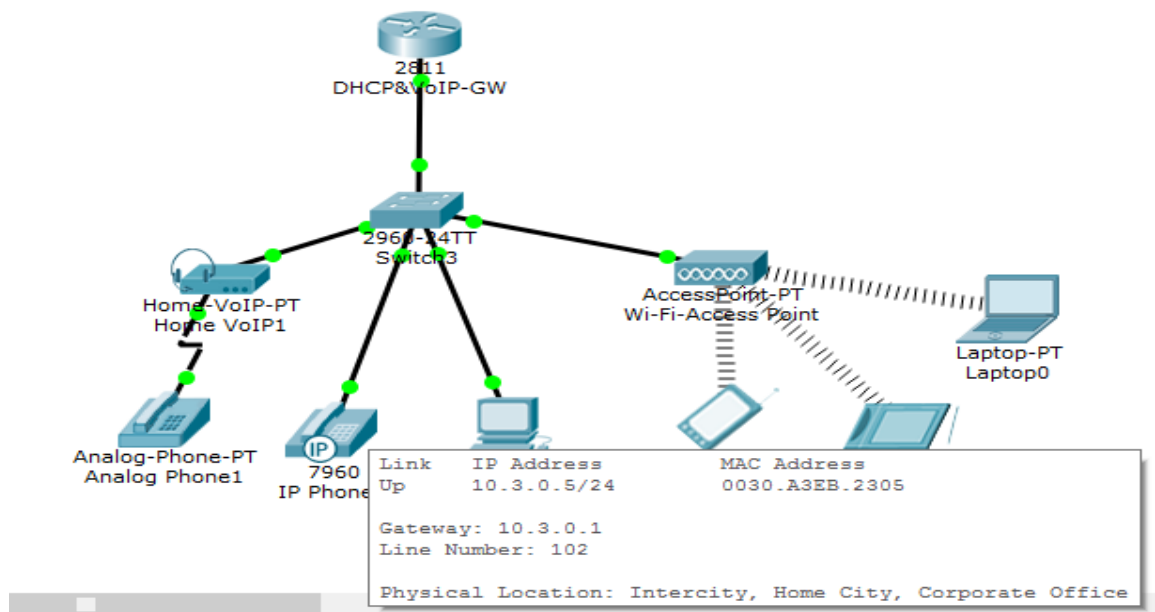 2811
DHCP&VoIP-GW
2960-24TT
Switch3
Home-VoIP-PT
Home VoIP1
AccessPoint-PT
Wi-Fi-Access Point
Laptop-PT
Laptop0
Analog-Phone-PT
Analog Phone1
IP
7960
IP Phone
Link IP Address MAC Address
Up 10.3.0.5/24 0030.A3EB.2305
Gateway: 10.3.0.1
Line Number: 102
Physical Location: Intercity, Home City, Corporate Office